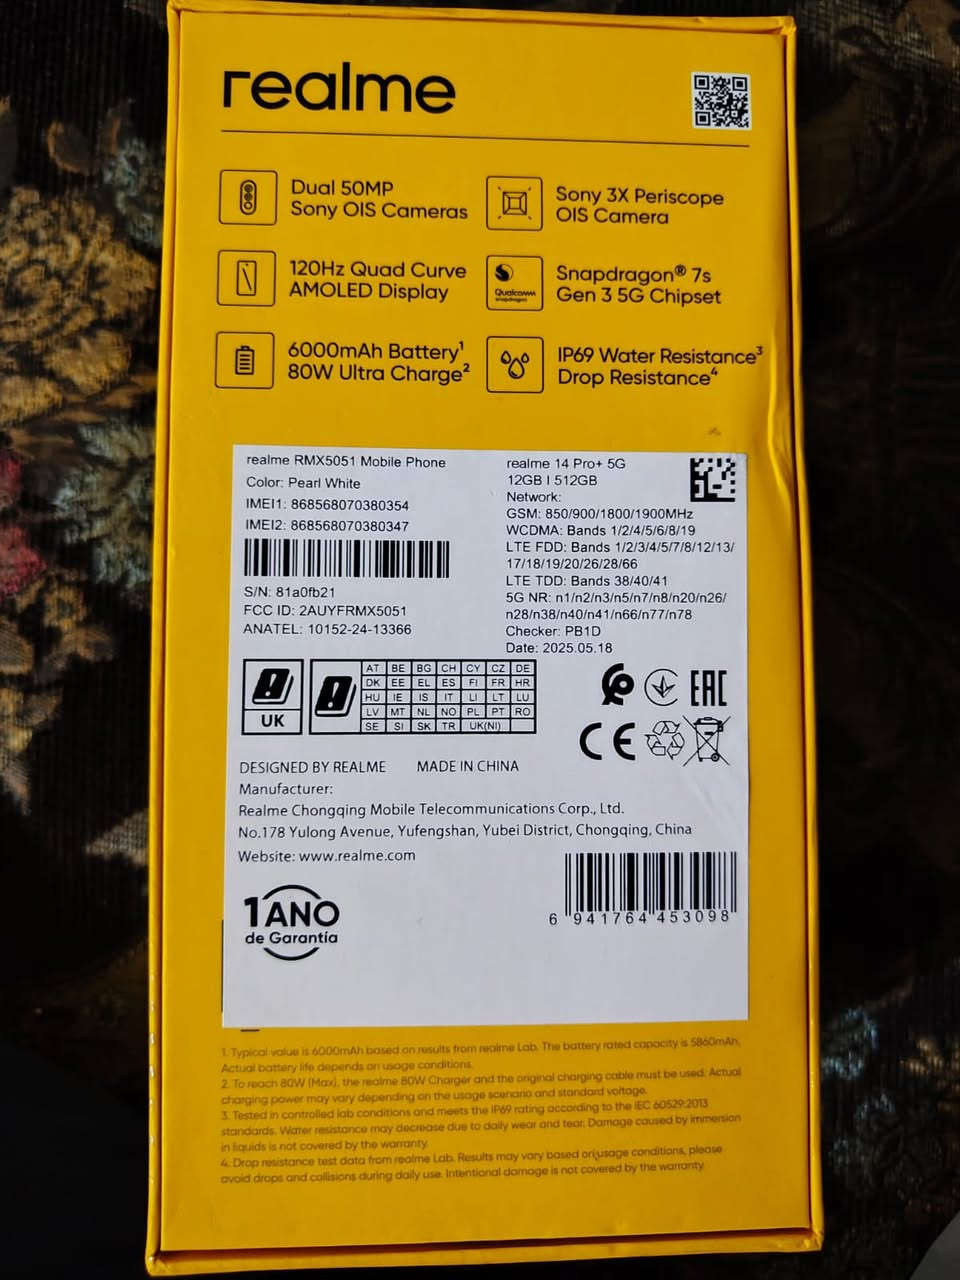 realme
Dual 50MP
Sony OIS Cameras
Sony 3X Periscope
OIS Camera
120Hz Quad Curve
AMOLED Display
Qualcomm
snapdragon
Snapdragon® 7s
Gen 3 5G Chipset
6000mAh Battery¹
80W Ultra Charge²
IP69 Water Resistance³
Drop Resistance⁴
realme RMX5051 Mobile Phone
Color: Pearl White
IMEI1: 868568070380354
IMEI2: 868568070380347
S/N: 81a0fb21
FCC ID: 2AUYFRMX5051
ANATEL: 10152-24-13366
realme 14 Pro+ 5G
12GB I 512GB
Network:
GSM: 850/900/1800/1900MHz
WCDMA: Bands 1/2/4/5/6/8/19
LTE FDD: Bands 1/2/3/4/5/7/8/12/13/
17/18/19/20/26/28/66
LTE TDD: Bands 38/40/41
5G NR: n1/n2/n3/n5/n7/n8/n20/n26/
n28/n38/n40/n41/n66/n77/n78
Checker: PB1D
Date: 2025.05.18
UK
AT BE BG CH CY CZ DE
DK EE EL ES FI FR HR
HU IE IS IT LI LT LU
LV MT NL NO PL PT RO
SE SI SK TR UK(NI)
EAC
CE
DESIGNED BY REALME MADE IN CHINA
Manufacturer:
Realme Chongqing Mobile Telecommunications Corp., Ltd.
No.178 Yulong Avenue, Yufengshan, Yubei District, Chongqing, China
Website: www.realme.com
1 ANO
de Garantía
6 941764 453098
1. Typical value is 6000mAh based on results from realme Lab. The battery rated capacity is 5860mAh.
Actual battery life depends on usage conditions.
2. To reach 80W (Max), the realme 80W Charger and the original charging cable must be used. Actual
charging power may vary depending on the usage scenario and standard voltage.
3. Tested in controlled lab conditions and meets the IP69 rating according to the IEC 60529:2013
standards. Water resistance may decrease due to daily wear and tear. Damage caused by immersion
in liquids is not covered by the warranty.
4. Drop resistance test data from realme Lab. Results may vary based on usage conditions, please
avoid drops and collisions during daily use. Intentional damage is not covered by the warranty.